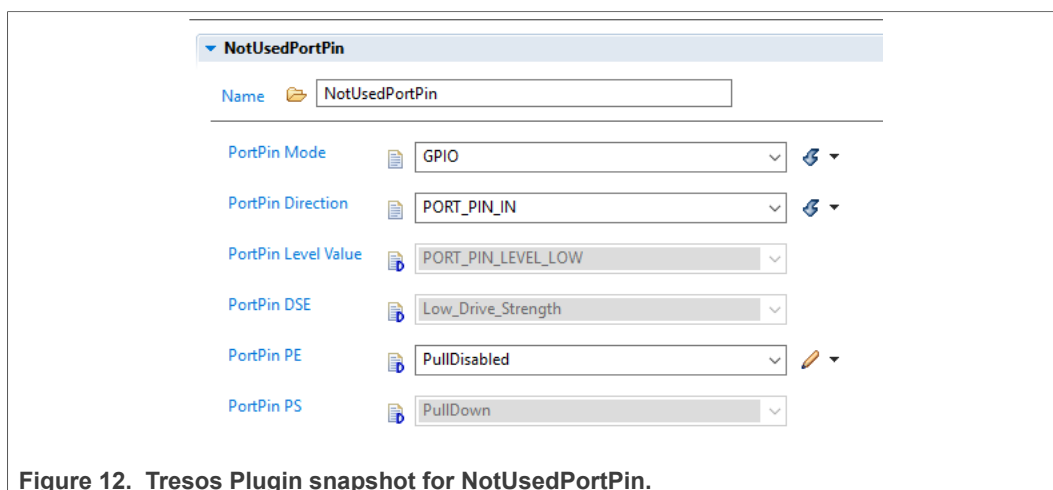 NotUsedPortPin
Name NotUsedPortPin
PortPin Mode GPIO
PortPin Direction PORT_PIN_IN
PortPin Level Value PORT_PIN_LEVEL_LOW
PortPin DSE Low_Drive_Strength
PortPin PE PullDisabled
PortPin PS PullDown
Figure 12. Tresos Plugin snapshot for NotUsedPortPin.